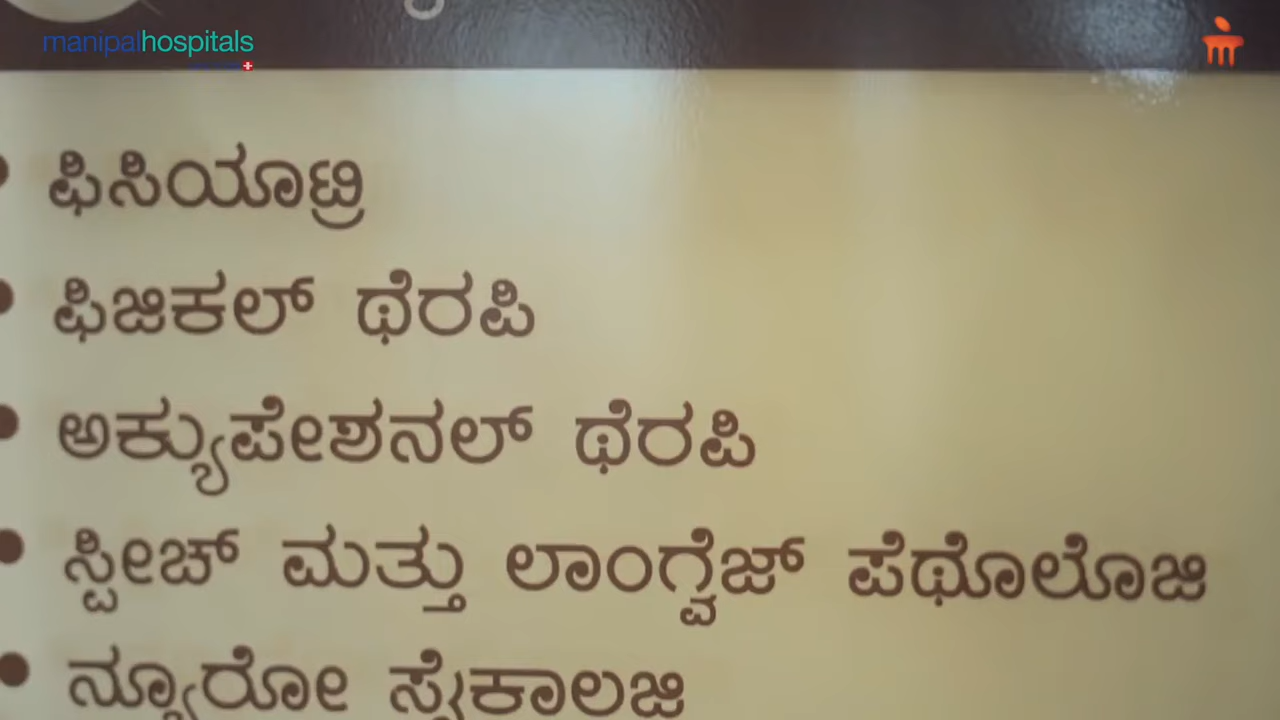 manipalhospitals
ಫಿಸಿಯಾಟ್ರಿ
ಫಿಜಿಕಲ್ ಥೆರಪಿ
ಅಕ್ಯುಪೇಶನಲ್ ಥೆರಪಿ
ಸ್ಪೀಚ್ ಮತ್ತು ಲಾಂಗ್ವೆಜ್ ಪೆಥೊಲೊಜಿ
ನ್ಯೂರೋ ಸೈಕಾಲಜಿ